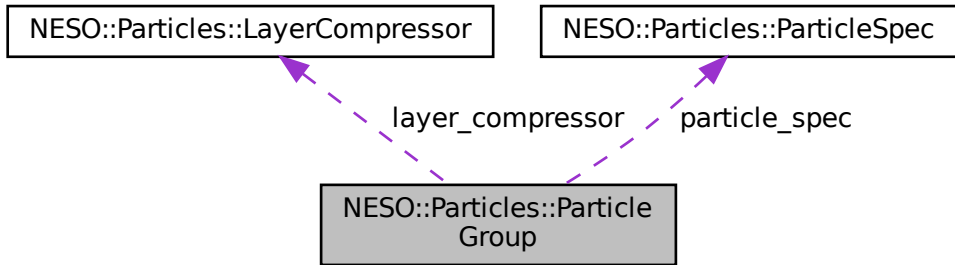 NESO::Particles::LayerCompressor
NESO::Particles::ParticleSpec
layer_compressor
particle_spec
NESO::Particles::Particle
Group